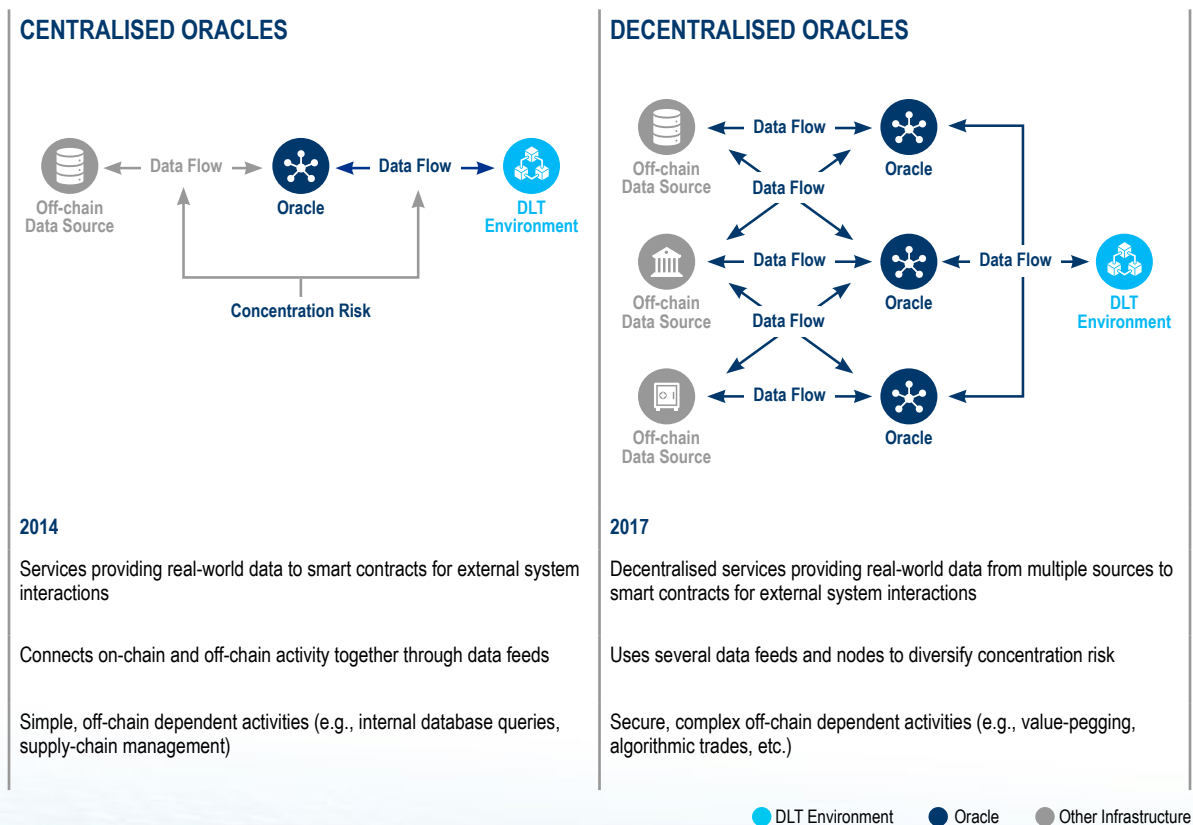 CENTRALISED ORACLES
Data Flow
Data Flow
Off-chain
Data Source
Oracle
DLT
Environment
Concentration Risk
2014
Services providing real-world data to smart contracts for external system
interactions
Connects on-chain and off-chain activity together through data feeds
Simple, off-chain dependent activities (e.g., internal database queries,
supply-chain management)
DECENTRALISED ORACLES
Data Flow
Off-chain
Data Source
Oracle
Data Flow
Data Flow
Data Flow
Off-chain
Data Source
Oracle
DLT
Environment
Data Flow
Data Flow
Off-chain
Data Source
Oracle
2017
Decentralised services providing real-world data from multiple sources to
smart contracts for external system interactions
Uses several data feeds and nodes to diversify concentration risk
Secure, complex off-chain dependent activities (e.g., value-pegging,
algorithmic trades, etc.)
DLT Environment
Oracle
Other Infrastructure